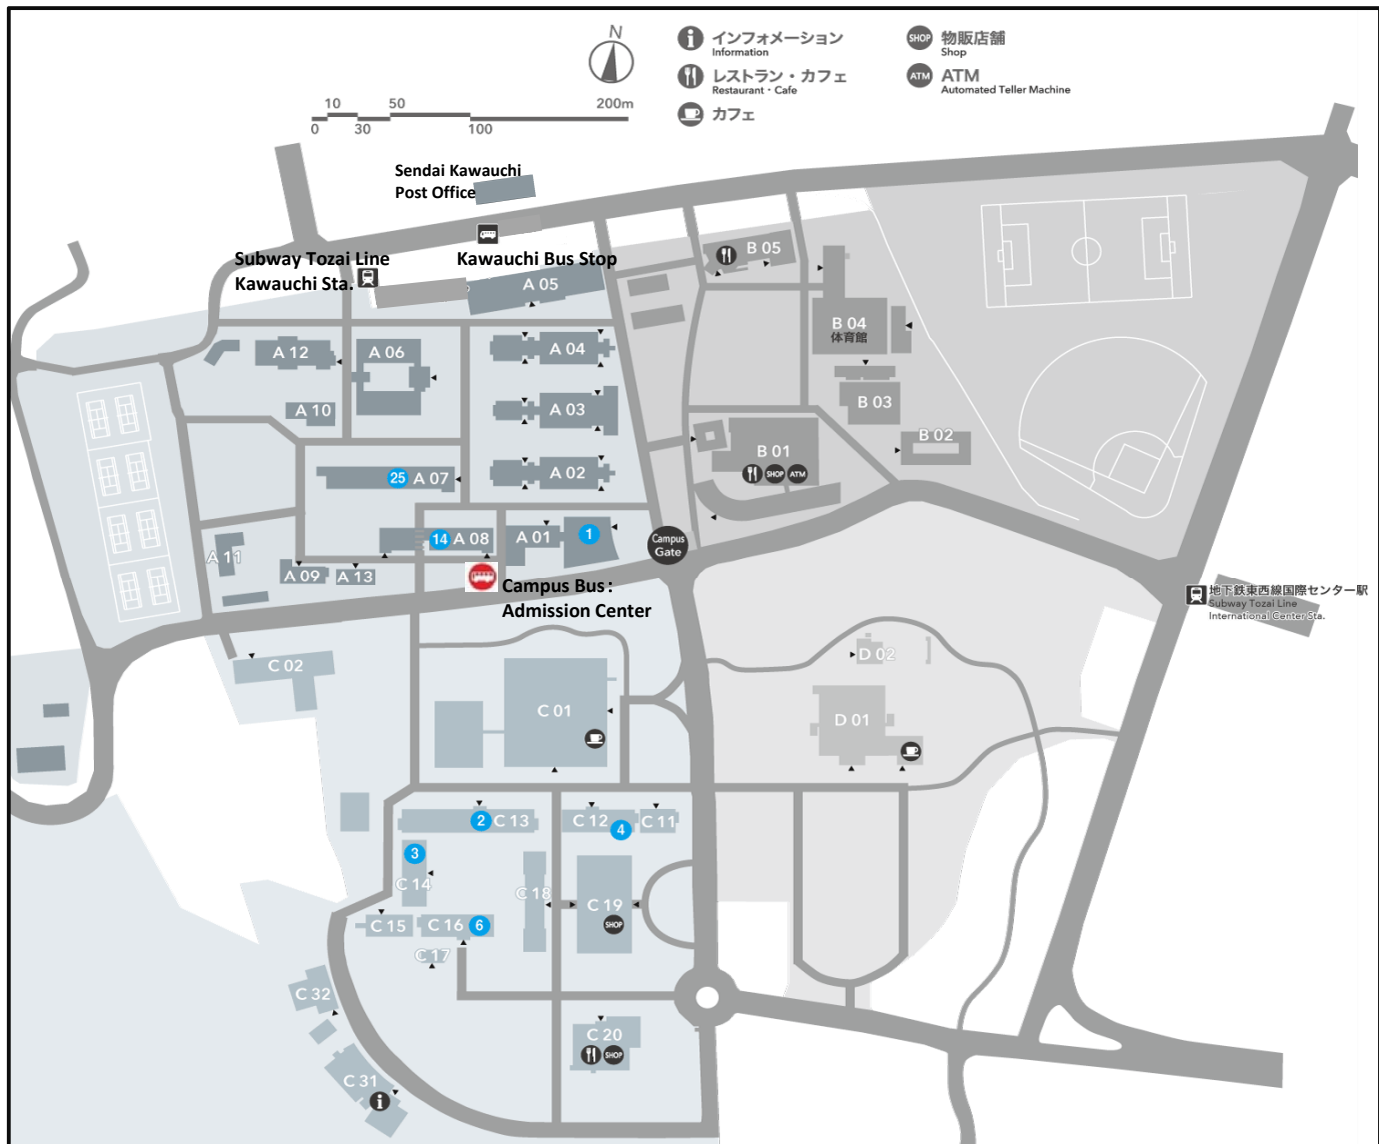 N
インフォメーション
Information
SHOP
物販店舗
Shop
レストラン・カフェ
Restaurant・Cafe
ATM
ATM
Automated Teller Machine
カフェ
10
50
200m
0
30
100
Sendai Kawauchi
Post Office
Subway Tozai Line
Kawauchi Sta.
Kawauchi Bus Stop
A 05
B 05
B 04
体育館
A 12
A 06
A 04
A 10
A 03
B 03
B 02
B 01
SHOP
ATM
25
A 07
A 02
14
A 08
A 01
1
Campus
Gate
A 11
A 09
A 13
Campus Bus：
Admission Center
地下鉄東西線国際センター駅
Subway Tozai Line
International Center Sta.
C 02
D 02
C 01
D 01
2
C 13
C 12
4
C 11
3
C 14
C 18
C 19
SHOP
C 15
C 16
6
C 17
C 32
C 20
SHOP
C 31